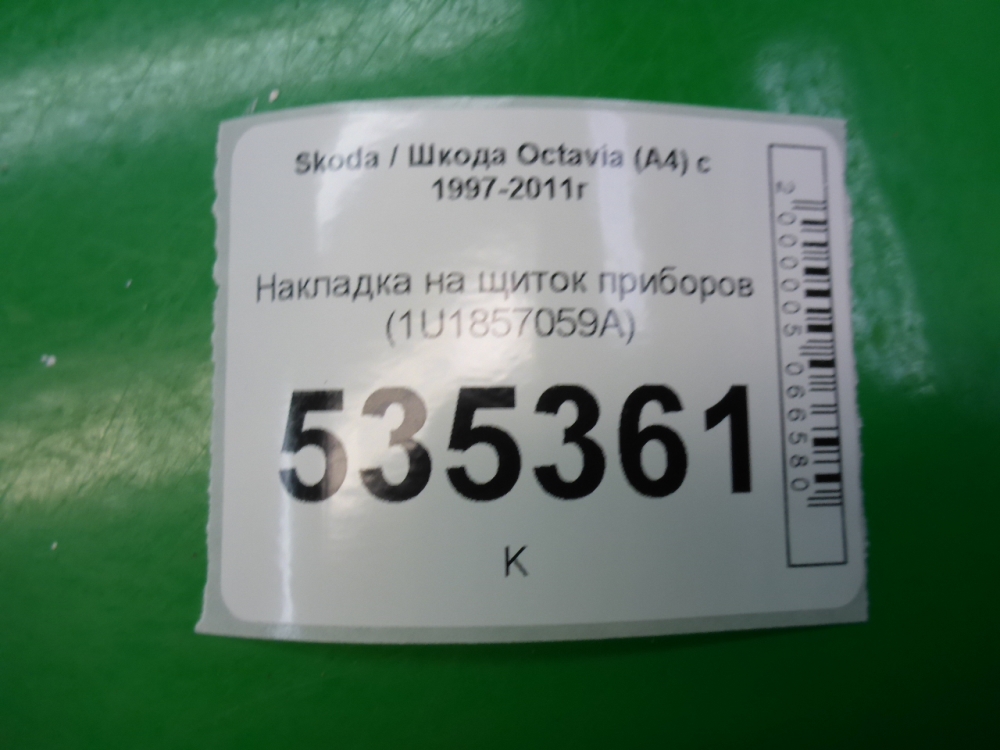 Skoda / Шкода Octavia (A4) с
1997-2011г
Накладка на щиток приборов
(1U1857059A)
535361
K
2000005066580